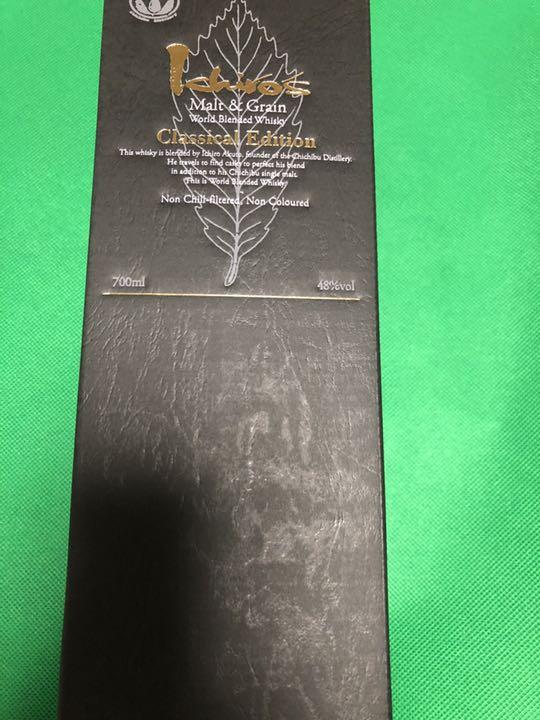 Ichiro's
Malt & Grain
World Blended Whisky
Classical Edition
This whisky is blended by Ichiro Akuto, founder of the Chichibu Distillery.
He travels to find casks to perfect his blend
in addition to his Chichibu single malt.
This is World Blended Whisky
Non Chill-filtered, Non Coloured
700ml 48%vol